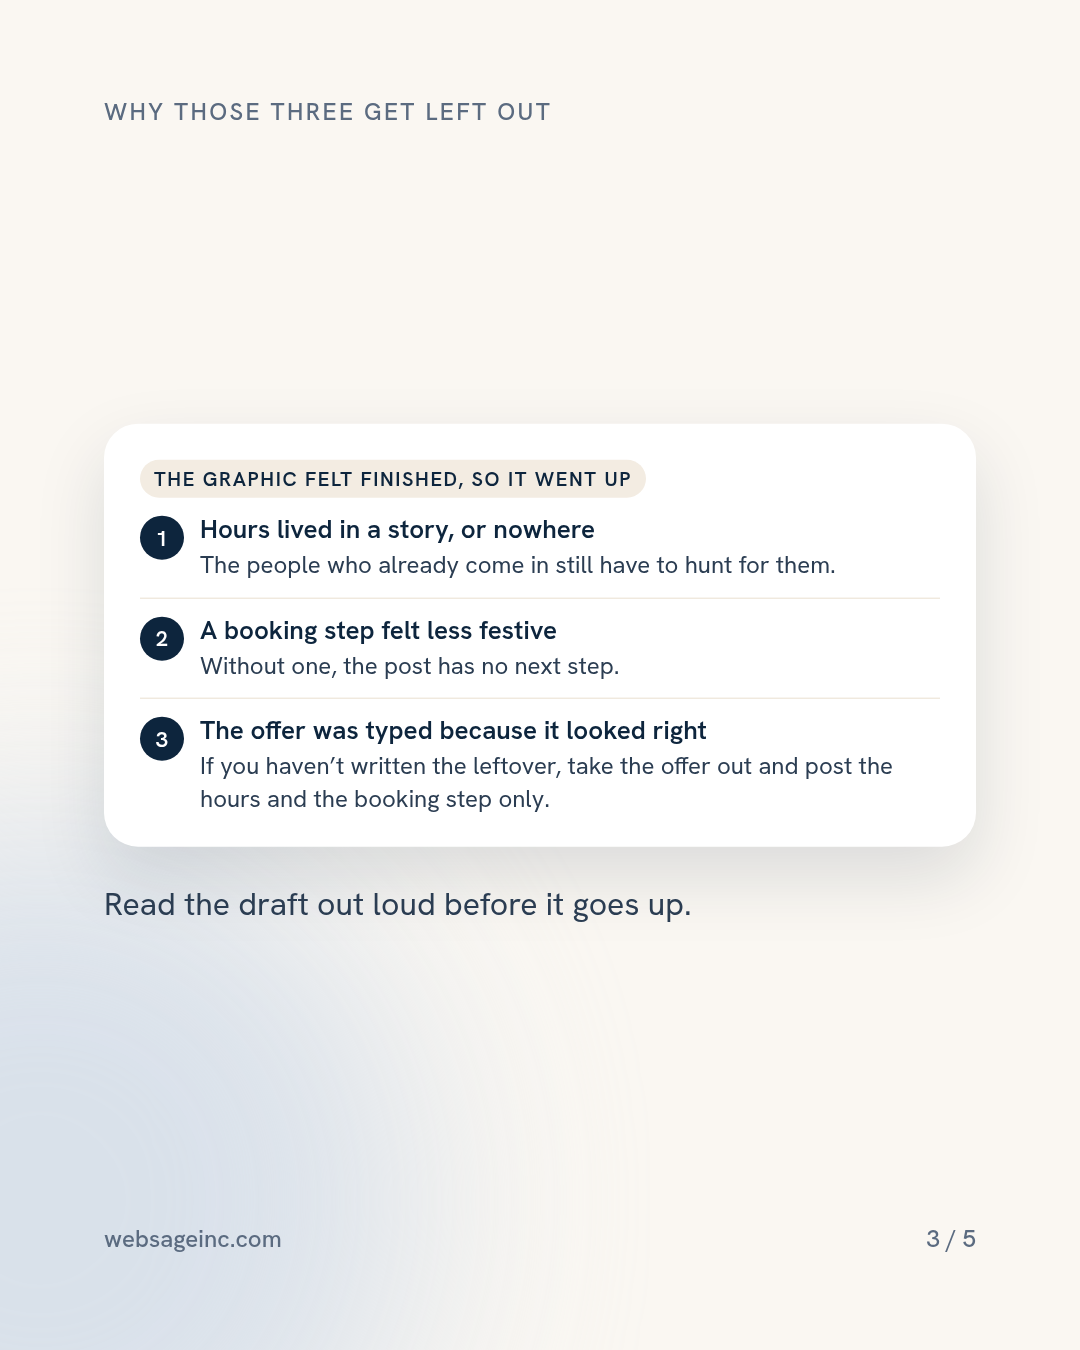 WHY THOSE THREE GET LEFT OUT
THE GRAPHIC FELT FINISHED, SO IT WENT UP
1
Hours lived in a story, or nowhere
The people who already come in still have to hunt for them.
2
A booking step felt less festive
Without one, the post has no next step.
3
The offer was typed because it looked right
If you haven’t written the leftover, take the offer out and post the
hours and the booking step only.
Read the draft out loud before it goes up.
websageinc.com
3 / 5